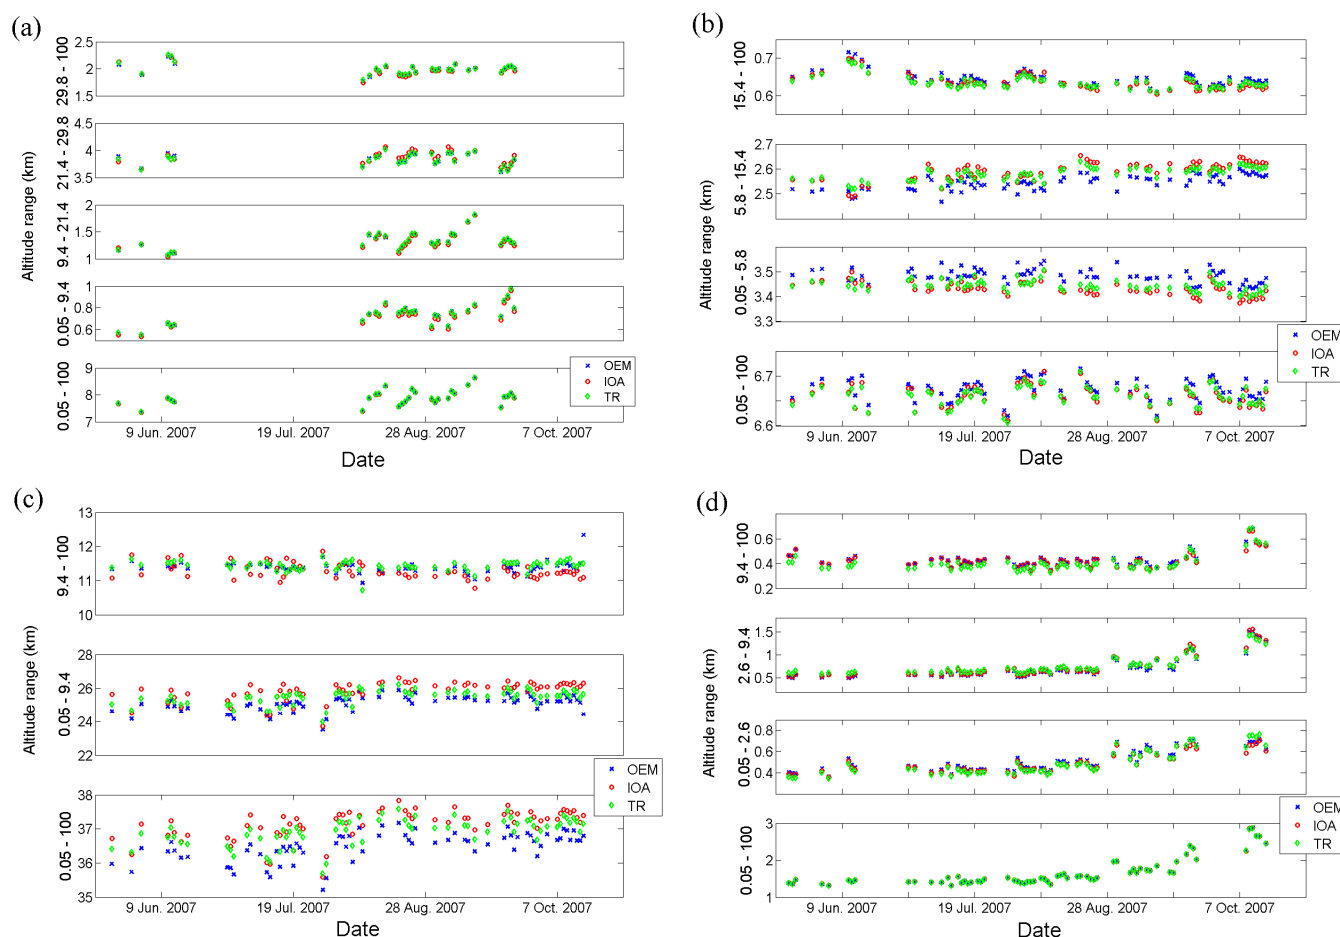 (a)
Altitude range (km)
29.8 - 100
2.5
2
1.5
21.4 - 29.8
4.5
4
3.5
9.4 - 21.4
2
1.5
1
0.05 - 9.4
1
0.8
0.6
0.05 - 100
9
8
7
OEM
IOA
TR
9 Jun. 2007
19 Jul. 2007
28 Aug. 2007
7 Oct. 2007
Date
(b)
Altitude range (km)
15.4 - 100
0.7
0.6
5.8 - 15.4
2.7
2.6
2.5
0.05 -5.8
3.5
3.4
3.3
0.05 - 100
6.7
6.6
OEM
IOA
TR
9 Jun. 2007
19 Jul. 2007
28 Aug. 2007
7 Oct. 2007
Date
(c)
Altitude range (km)
9.4 - 100
13
11
10
0.05 - 9.4
28
26
24
22
0.05 - 100
38
37
36
35
OEM
IOA
TR
9 Jun. 2007
19 Jul. 2007
28 Aug. 2007
7 Oct. 2007
Date
(d)
Altitude range (km)
9.4 - 100
0.6
0.4
0.2
2.6 - 9.4
1.5
1
0.5
0.05 - 2.6
0.8
0.6
0.4
0.05 - 100
3
2
1
OEM
IOA
TR
9 Jun. 2007
19 Jul. 2007
28 Aug. 2007
7 Oct. 2007
Date